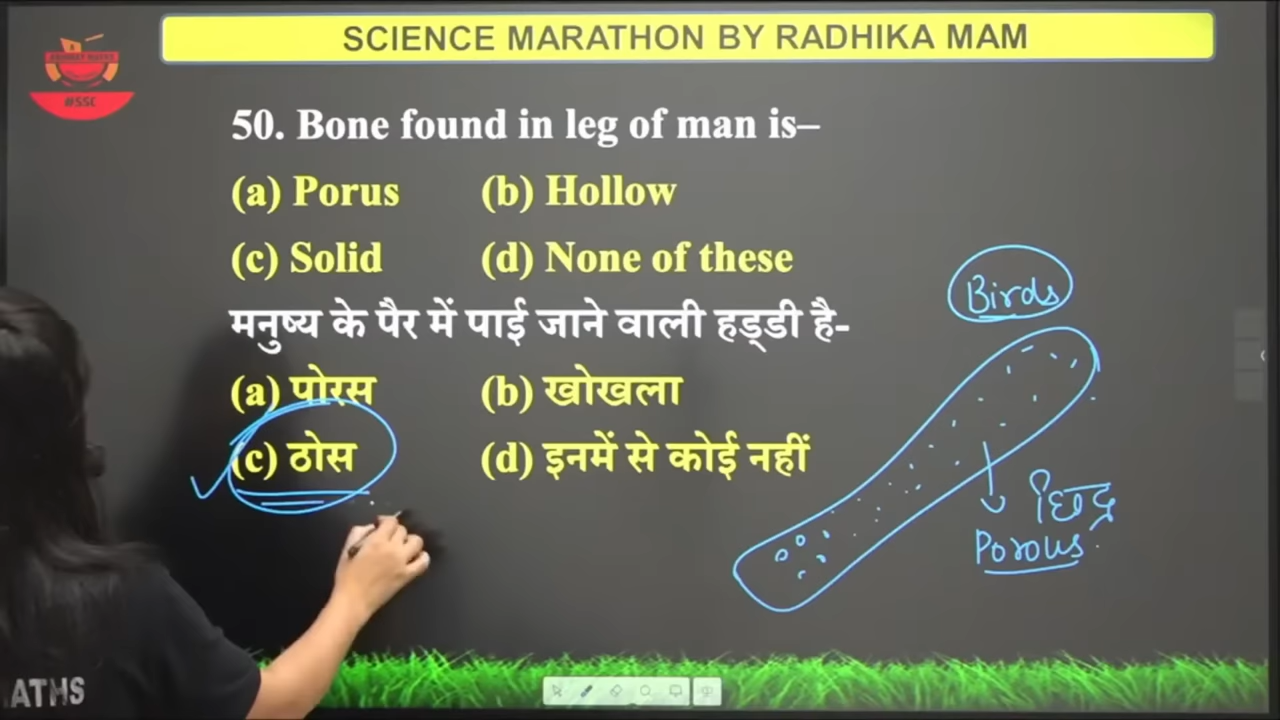 SCIENCE MARATHON BY RADHIKA MAM
#SSC
50. Bone found in leg of man is–
(a) Porus (b) Hollow
(c) Solid (d) None of these
मनुष्य के पैर में पाई जाने वाली हड्डी है-
(a) पोरस (b) खोखला
(c) ठोस (d) इनमें से कोई नहीं
Birds
छिद्र
Porous
ATHS